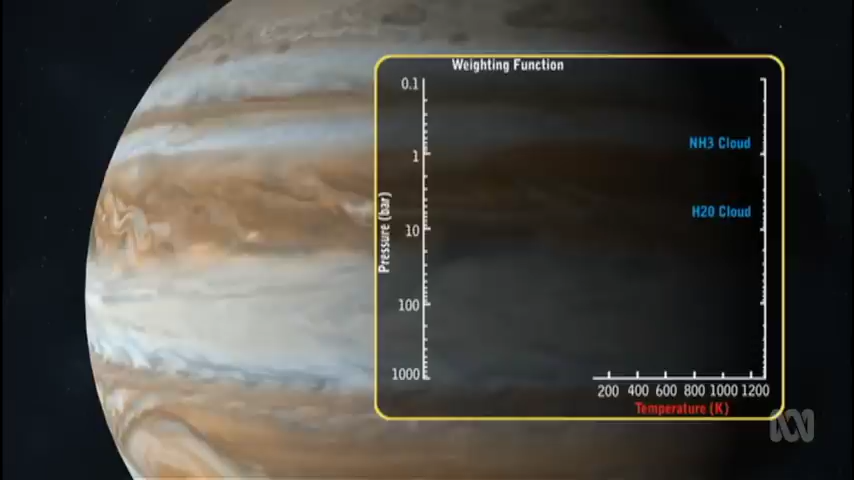 Weighting Function
0.1
NH3 Cloud
1
H20 Cloud
Pressure (bar)
10
100
1000
200 400 600 800 1000 1200
Temperature (K)